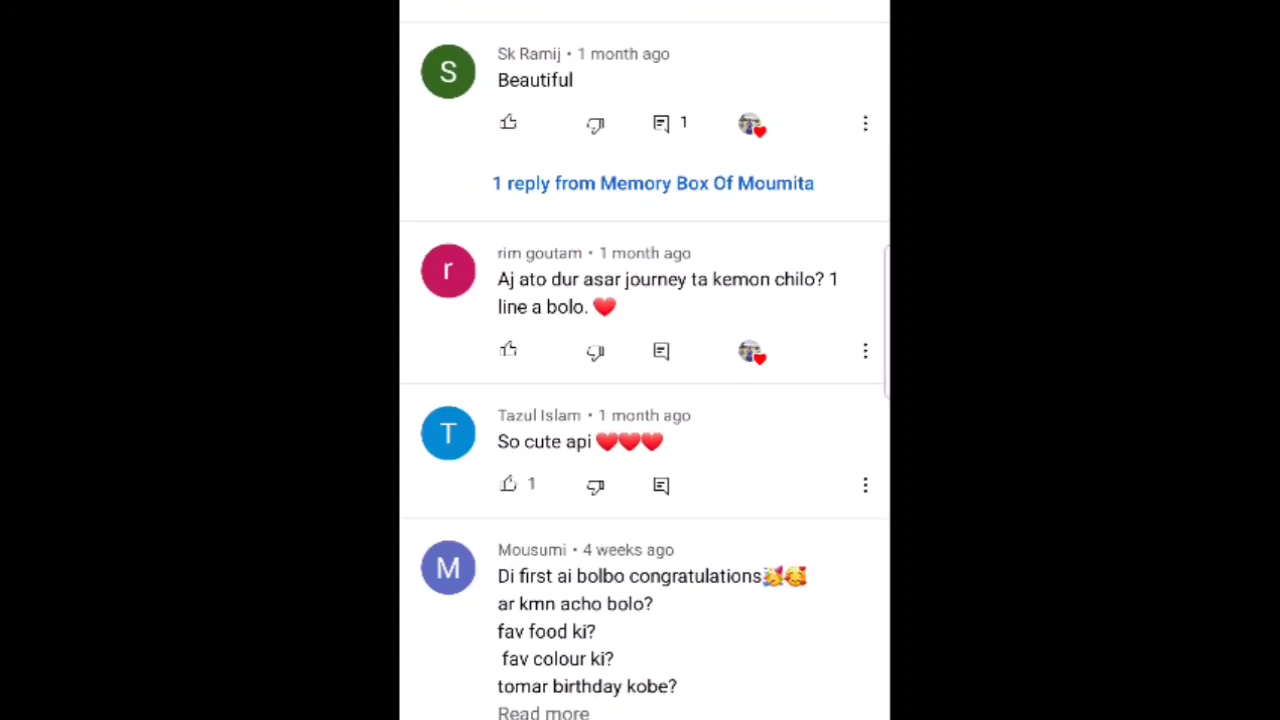 S
Sk Ramij • 1 month ago
Beautiful
1
1 reply from Memory Box Of Moumita
r
rim goutam • 1 month ago
Aj ato dur asar journey ta kemon chilo? 1
line a bolo. ❤️
T
Tazul Islam • 1 month ago
So cute api ❤️❤️❤️
1
M
Mousumi • 4 weeks ago
Di first ai bolbo congratulations🥳🥰
ar kmn acho bolo?
fav food ki?
fav colour ki?
tomar birthday kobe?
Read more